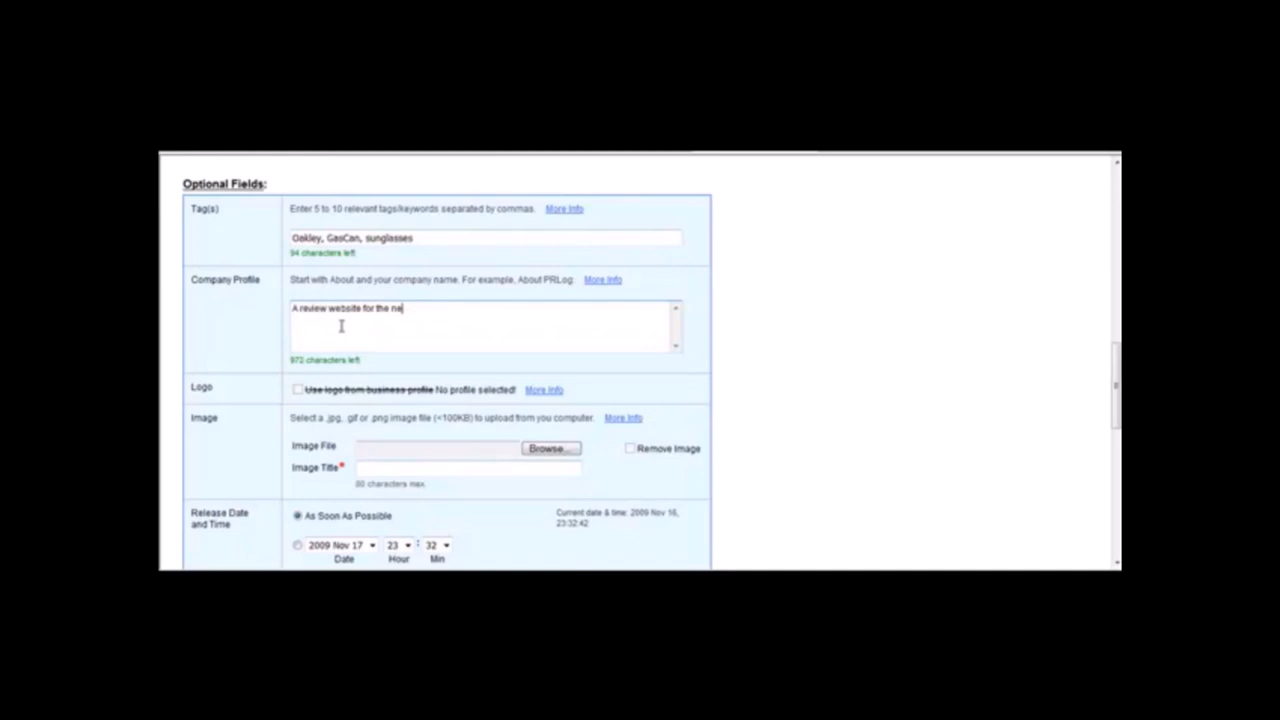 Optional Fields:
Tag(s)
Enter 5 to 10 relevant tags/keywords separated by commas. More Info
Oakley, GasCan, sunglasses
94 characters left
Company Profile
Start with About and your company name. For example, About PRLog. More Info
A review website for the ne
972 characters left
Logo
Use logo from business profile No profile selected! More Info
Image
Select a .jpg, .gif or .png image file (<100KB) to upload from you computer. More Info
Image File
Browse...
Remove Image
Image Title*
80 characters max.
Release Date
and Time
As Soon As Possible
Current date & time: 2009 Nov 16,
23:32:42
2009 Nov 17 23 : 32
Date Hour Min